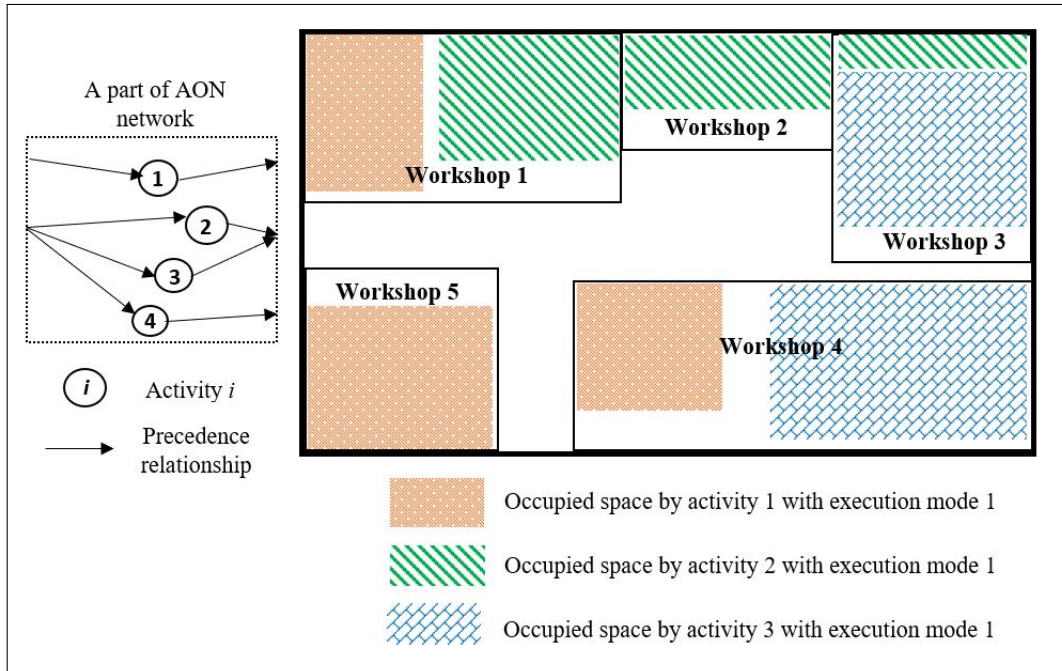 A part of AON
network
1
2
3
4
i Activity i
Precedence
relationship
Workshop 1
Workshop 2
Workshop 3
Workshop 5
Workshop 4
Occupied space by activity 1 with execution mode 1
Occupied space by activity 2 with execution mode 1
Occupied space by activity 3 with execution mode 1